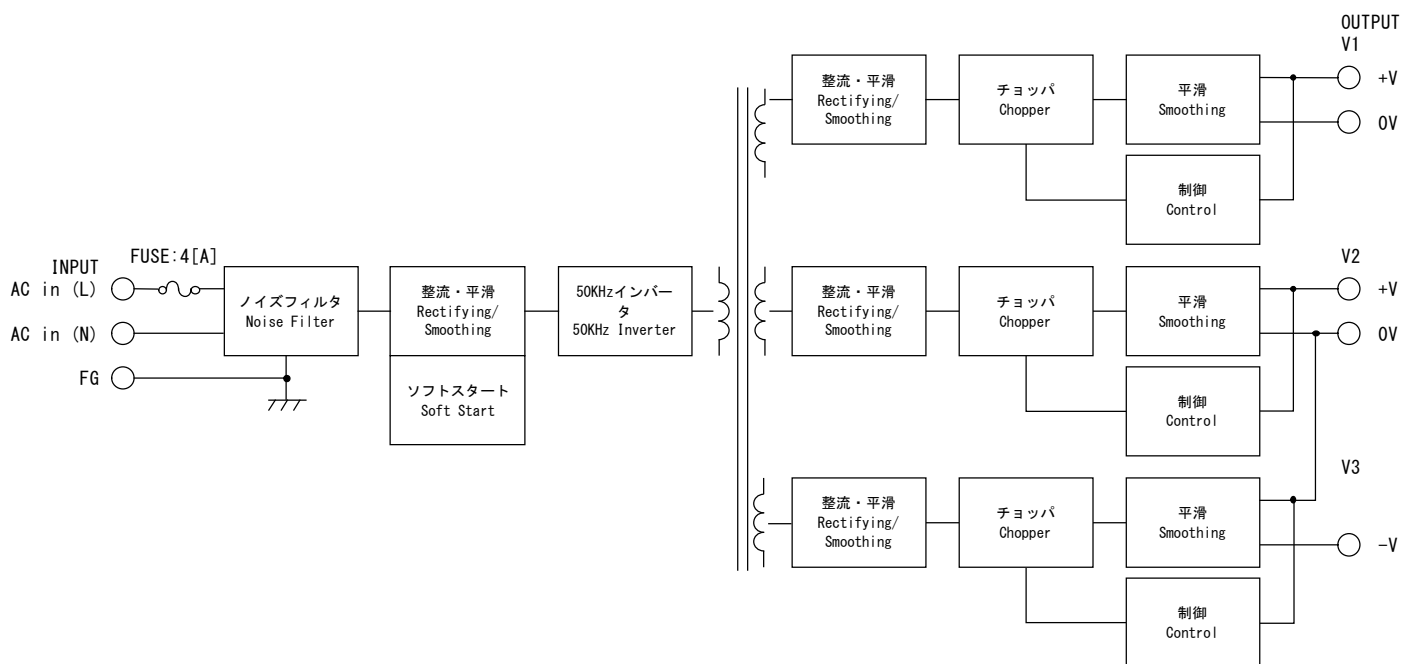 OUTPUT
V1
整流・平滑
Rectifying/
Smoothing
チョッパ
Chopper
平滑
Smoothing
+V
0V
制御
Control
INPUT
FUSE:4[A]
AC in (L)
AC in (N)
FG
ノイズフィルタ
Noise Filter
整流・平滑
Rectifying/
Smoothing
ソフトスタート
Soft Start
50KHzインバー
タ
50KHz Inverter
V2
整流・平滑
Rectifying/
Smoothing
チョッパ
Chopper
平滑
Smoothing
+V
0V
制御
Control
V3
整流・平滑
Rectifying/
Smoothing
チョッパ
Chopper
平滑
Smoothing
-V
制御
Control